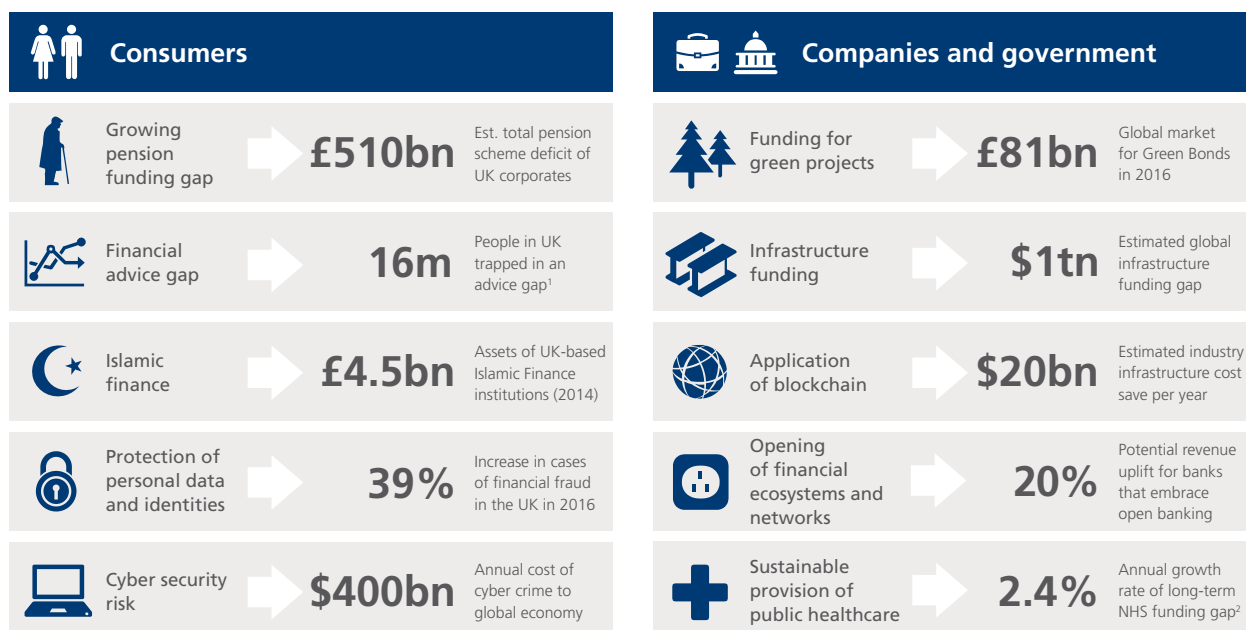 Consumers
Growing
pension
funding gap
£510bn
Est. total pension
scheme deficit of
UK corporates
Financial
advice gap
16m
People in UK
trapped in an
advice gap¹
Islamic
finance
£4.5bn
Assets of UK-based
Islamic Finance
institutions (2014)
Protection of
personal data
and identities
39%
Increase in cases
of financial fraud
in the UK in 2016
Cyber security
risk
$400bn
Annual cost of
cyber crime to
global economy
Companies and government
Funding for
green projects
£81bn
Global market
for Green Bonds
in 2016
Infrastructure
funding
$1tn
Estimated global
infrastructure
funding gap
Application
of blockchain
$20bn
Estimated industry
infrastructure cost
save per year
Opening
of financial
ecosystems and
networks
20%
Potential revenue
uplift for banks
that embrace
open banking
Sustainable
provision of
public healthcare
2.4%
Annual growth
rate of long-term
NHS funding gap²